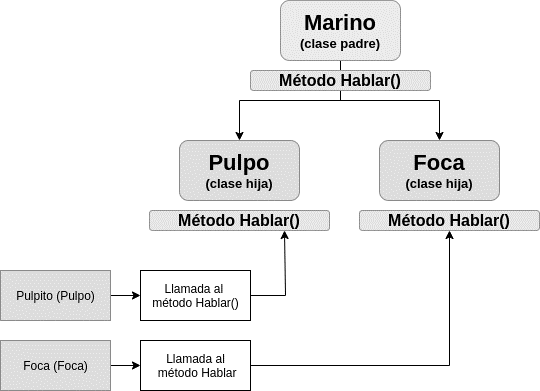 Marino
(clase padre)
Método Hablar()
Pulpo
(clase hija)
Foca
(clase hija)
Método Hablar()
Método Hablar()
Pulpito (Pulpo)
Llamada al
método Hablar()
Foca (Foca)
Llamada al
método Hablar